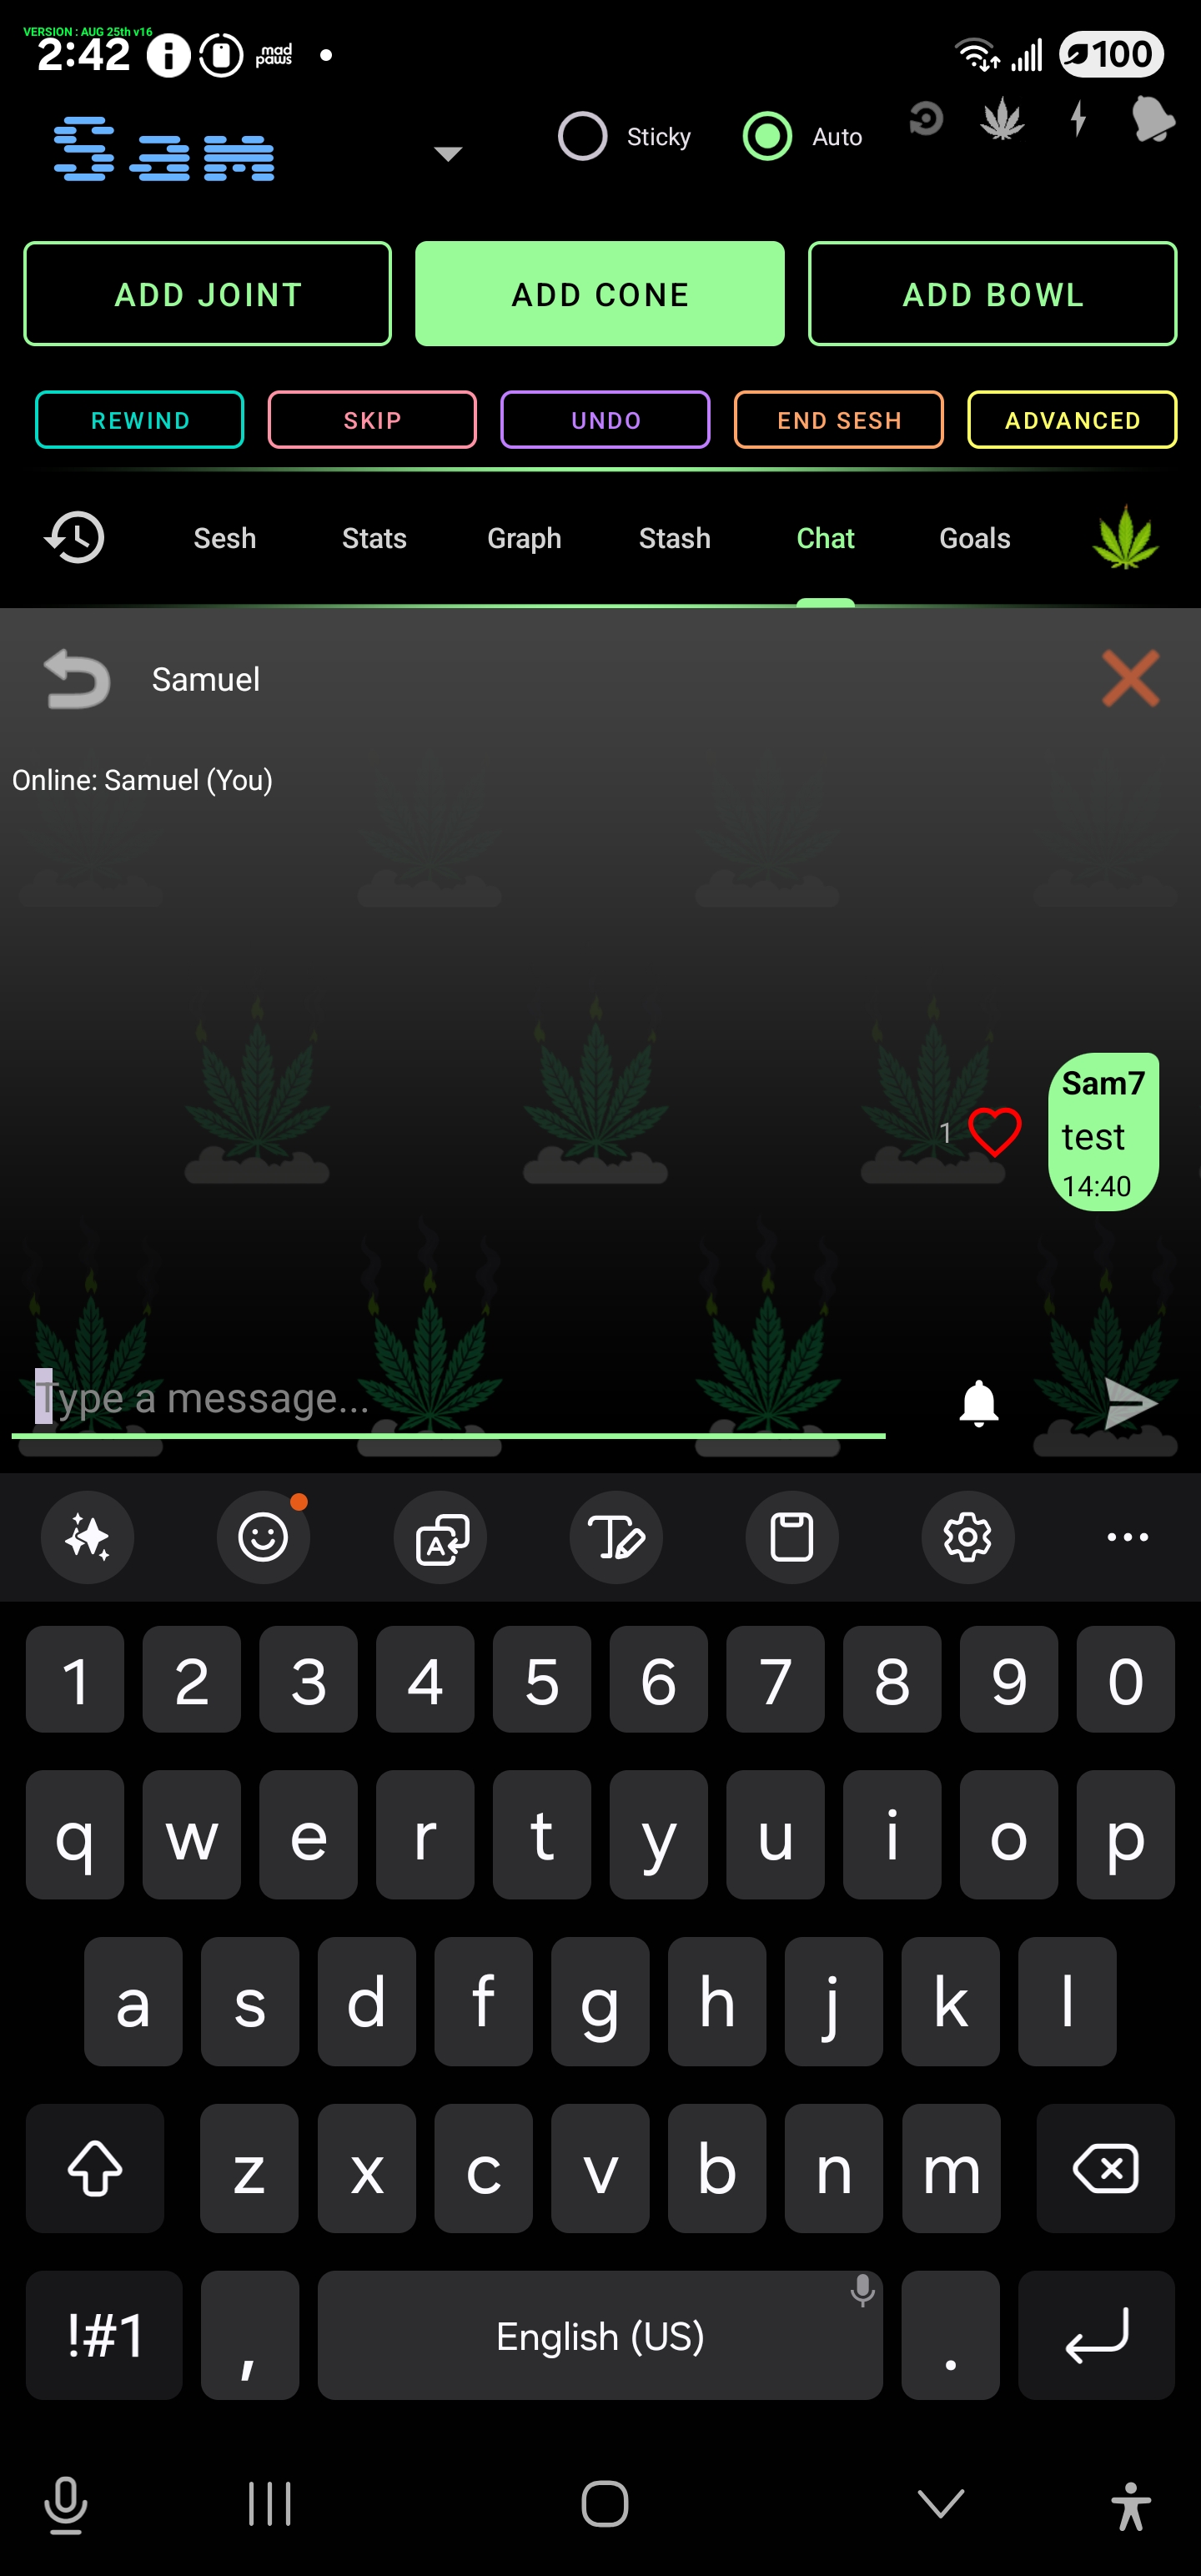 VERSION : AUG 25th v16
2:42
mad paws
100
Sam
Sticky
Auto
ADD JOINT
ADD CONE
ADD BOWL
REWIND
SKIP
UNDO
END SESH
ADVANCED
Sesh
Stats
Graph
Stash
Chat
Goals
Samuel
Online: Samuel (You)
Sam7
1
test
14:40
Type a message...
1 2 3 4 5 6 7 8 9 0
q w e r t y u i o p
a s d f g h j k l
z x c v b n m
!#1 , English (US) .